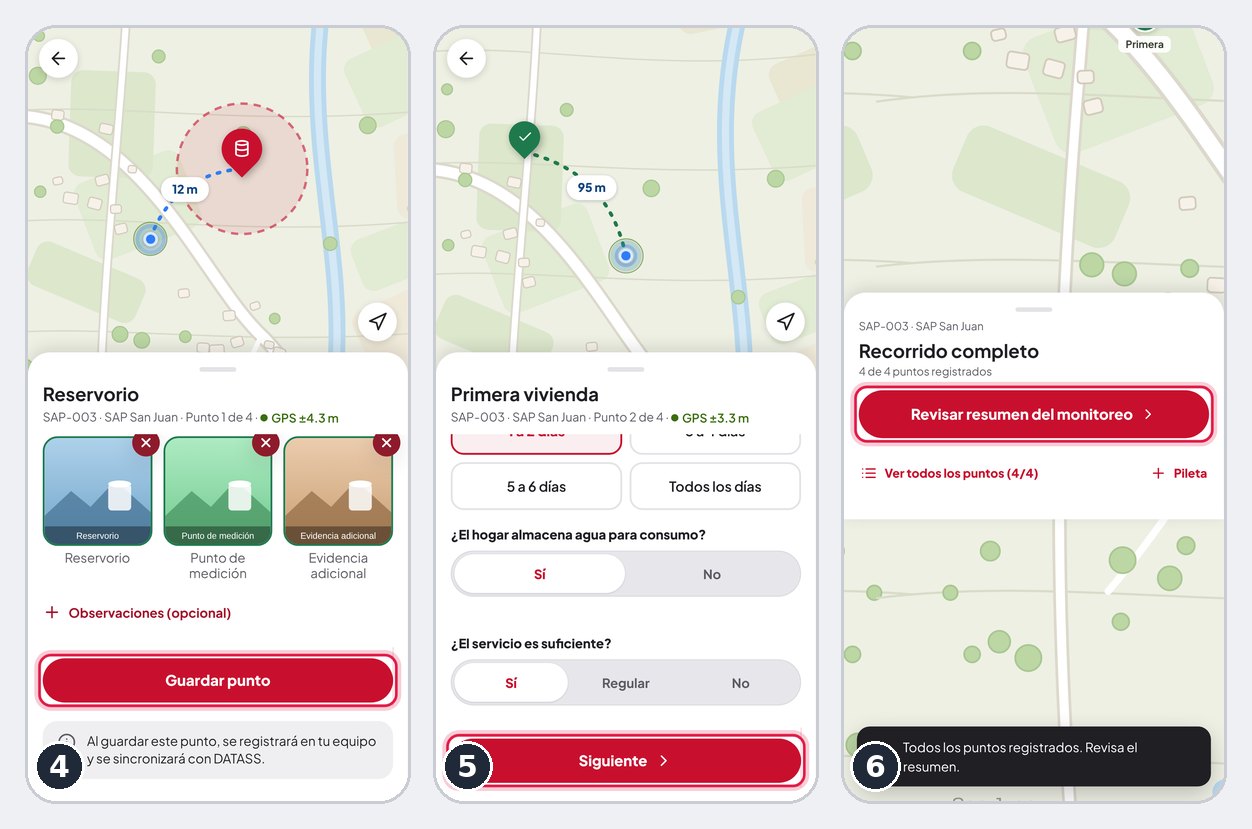 12 m
Reservorio
SAP-003 · SAP San Juan · Punto 1 de 4 · ● GPS ±4.3 m
Reservorio
Punto de medición
Evidencia adicional
Reservorio
Punto de
medición
Evidencia
adicional
+ Observaciones (opcional)
Guardar punto
Al guardar este punto, se registrará en tu equipo
y se sincronizará con DATASS.
4
95 m
Primera vivienda
SAP-003 · SAP San Juan · Punto 2 de 4 · ● GPS ±3.3 m
5 a 6 días
Todos los días
¿El hogar almacena agua para consumo?
Sí
No
¿El servicio es suficiente?
Sí
Regular
No
Siguiente
5
Primera
SAP-003 · SAP San Juan
Recorrido completo
4 de 4 puntos registrados
Revisar resumen del monitoreo
Ver todos los puntos (4/4)
+ Pileta
Todos los puntos registrados. Revisa el
resumen.
6